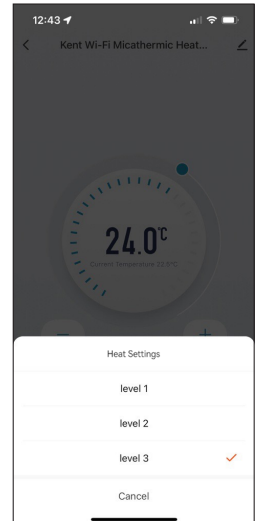 12:43
Kent Wi-Fi Micathermic Heat...
24.0°C
Current Temperature 23.0°C
Heat Settings
level 1
level 2
level 3
Cancel